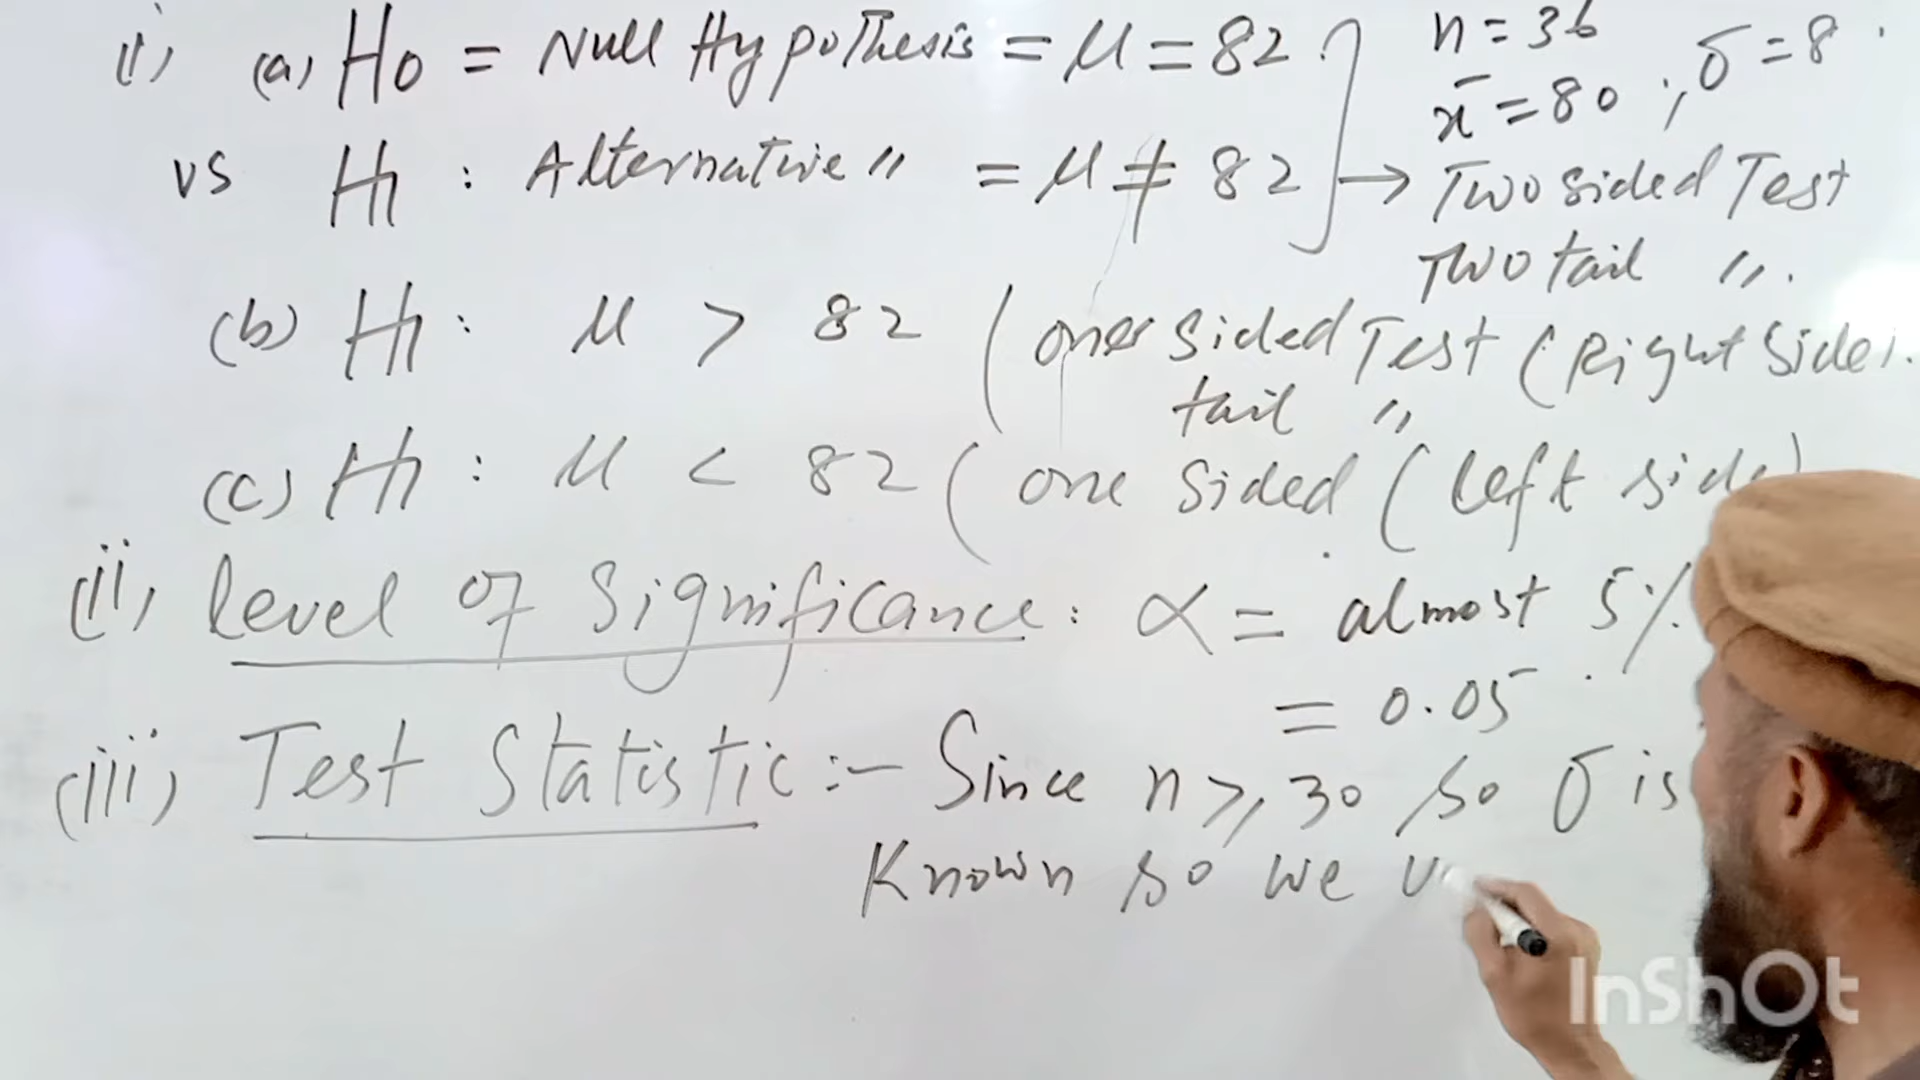 (i) (a) H0 = Null Hypothesis = μ = 82
n = 36
x̄ = 80 ; σ = 8
vs H1 : Alternative " = μ ≠ 82 → Two sided Test
Two tail ".
(b) H1 : μ > 82 ( one sided Test (Right side).
tail "
(c) H1 : μ < 82 ( one sided ( left side)
(ii) level of Significance : α = almost 5%.
= 0.05
(iii) Test Statistic :- Since n ≥ 30 so σ is
Known so we
InShOt